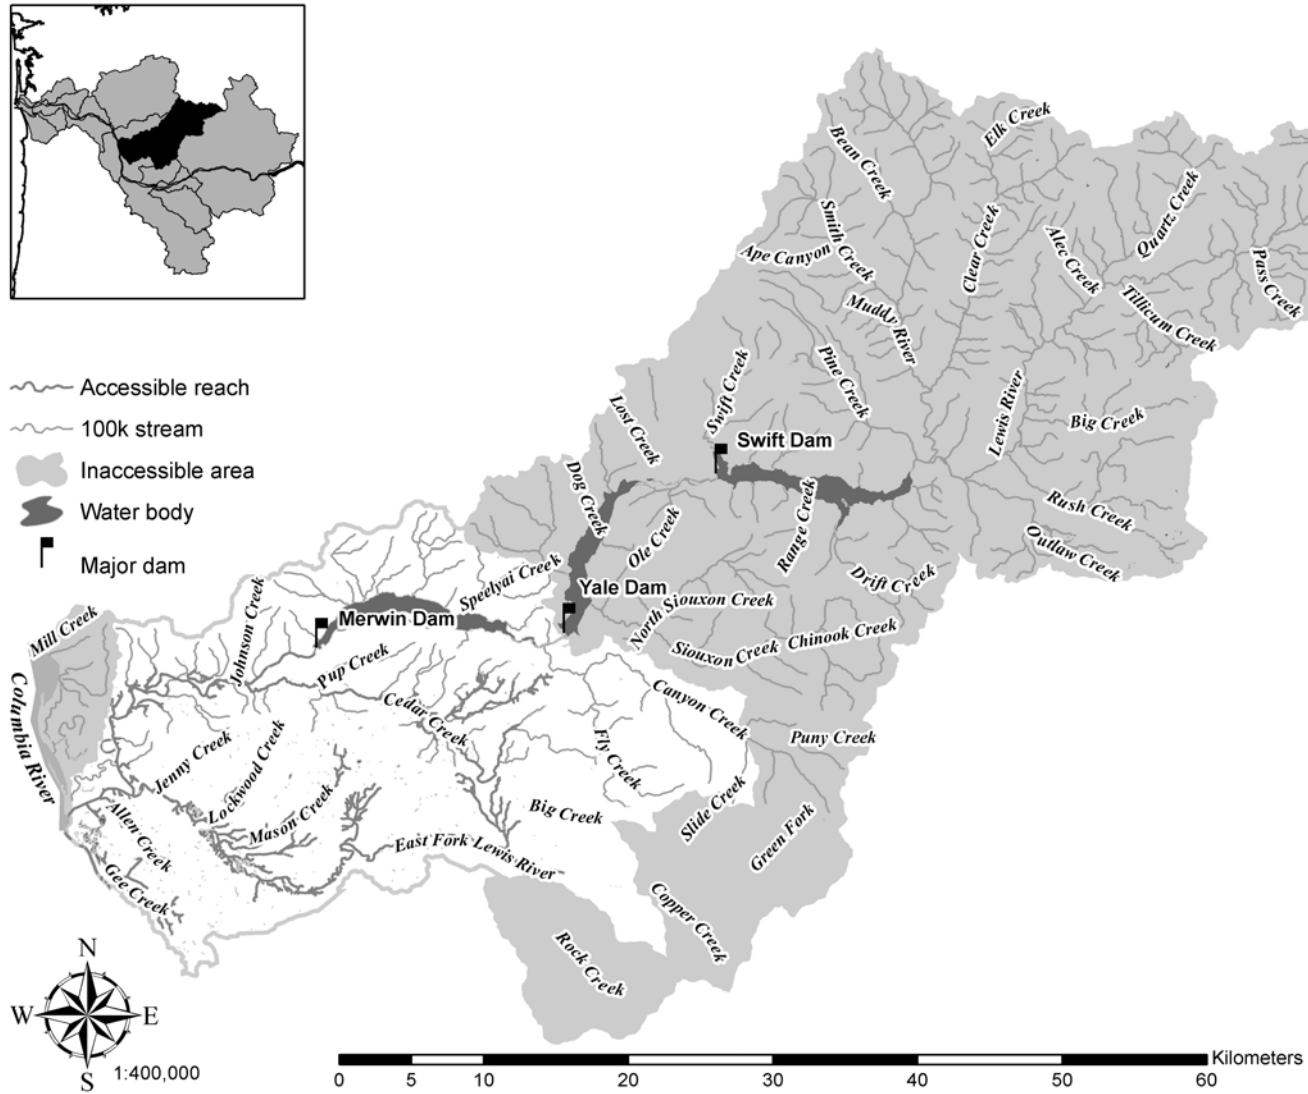 Accessible reach
100k stream
Inaccessible area
Water body
Major dam
Elk Creek
Bean Creek
Smith Creek
Ape Canyon
Clear Creek
Alec Creek
Quartz Creek
Pass Creek
Tillicum Creek
Muddy River
Pine Creek
Swift Creek
Lost Creek
Lewis River
Big Creek
Swift Dam
Dog Creek
Ole Creek
Range Creek
Rush Creek
Outlaw Creek
Drift Creek
Speelyai Creek
Yale Dam
North Siouxon Creek
Siouxon Creek
Chinook Creek
Johnson Creek
Merwin Dam
Mill Creek
Columbia River
Pup Creek
Cedar Creek
Canyon Creek
Fly Creek
Puny Creek
Jenny Creek
Lockwood Creek
Mason Creek
Allen Creek
Gee Creek
Big Creek
Slide Creek
Green Fork
East Fork Lewis River
Copper Creek
Rock Creek
N
W
E
S
1:400,000
Kilometers
0 5 10 20 30 40 50 60